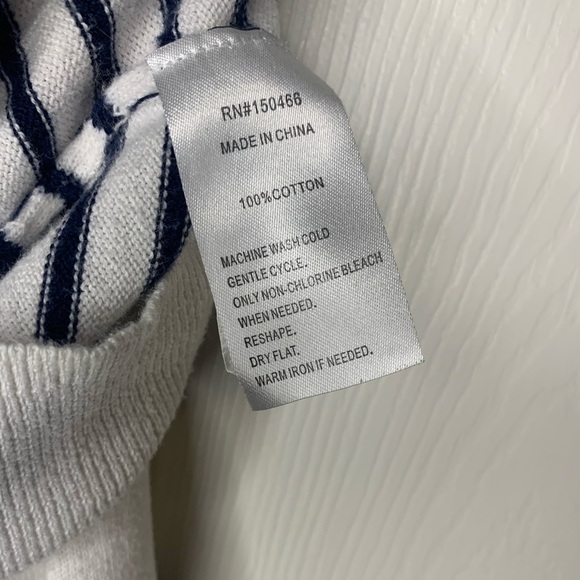 RN#150466
MADE IN CHINA
100%COTTON
MACHINE WASH COLD
GENTLE CYCLE.
ONLY NON-CHLORINE BLEACH
WHEN NEEDED.
RESHAPE.
DRY FLAT.
WARM IRON IF NEEDED.